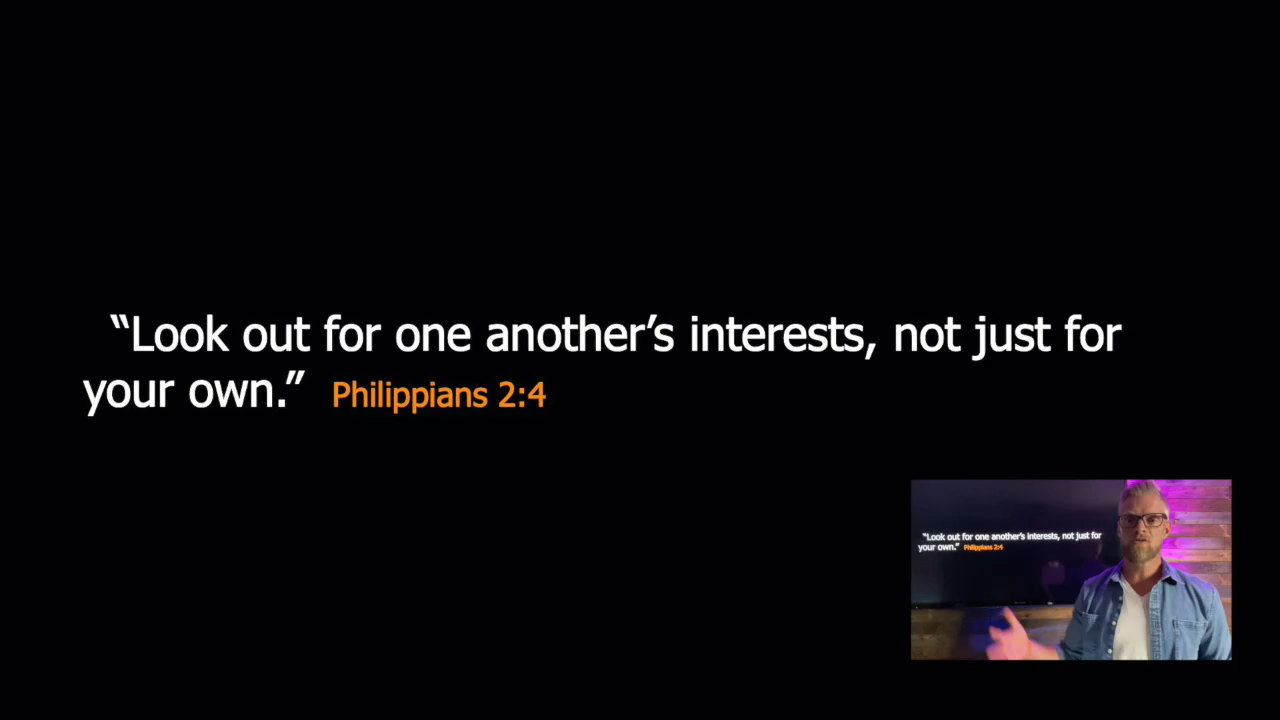 “Look out for one another’s interests, not just for
your own.” Philippians 2:4
“Look out for one another’s interests, not just for
your own.” Philippians 2:4